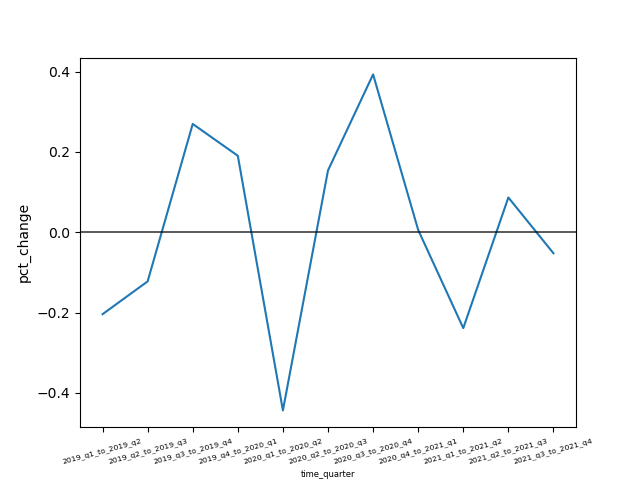 pct_change
0.4
0.2
0.0
−0.2
−0.4
2019_q1_to_2019_q2
2019_q2_to_2019_q3
2019_q3_to_2019_q4
2019_q4_to_2020_q1
2020_q1_to_2020_q2
2020_q2_to_2020_q3
2020_q3_to_2020_q4
2020_q4_to_2021_q1
2021_q1_to_2021_q2
2021_q2_to_2021_q3
2021_q3_to_2021_q4
time_quarter